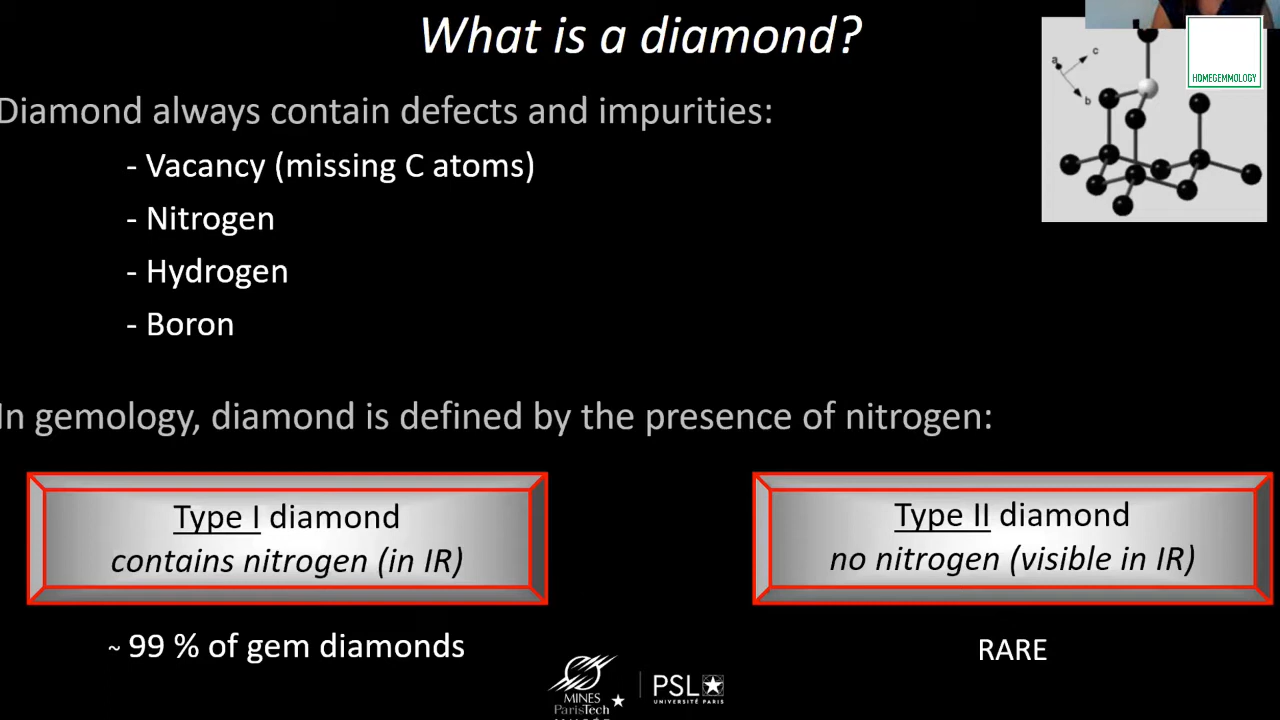 What is a diamond?
a
c
b
HOMEGEMMOLOGY
Diamond always contain defects and impurities:
- Vacancy (missing C atoms)
- Nitrogen
- Hydrogen
- Boron
In gemology, diamond is defined by the presence of nitrogen:
Type I diamond
contains nitrogen (in IR)
~ 99 % of gem diamonds
Type II diamond
no nitrogen (visible in IR)
RARE
MINES
ParisTech
PSL
UNIVERSITÉ PARIS